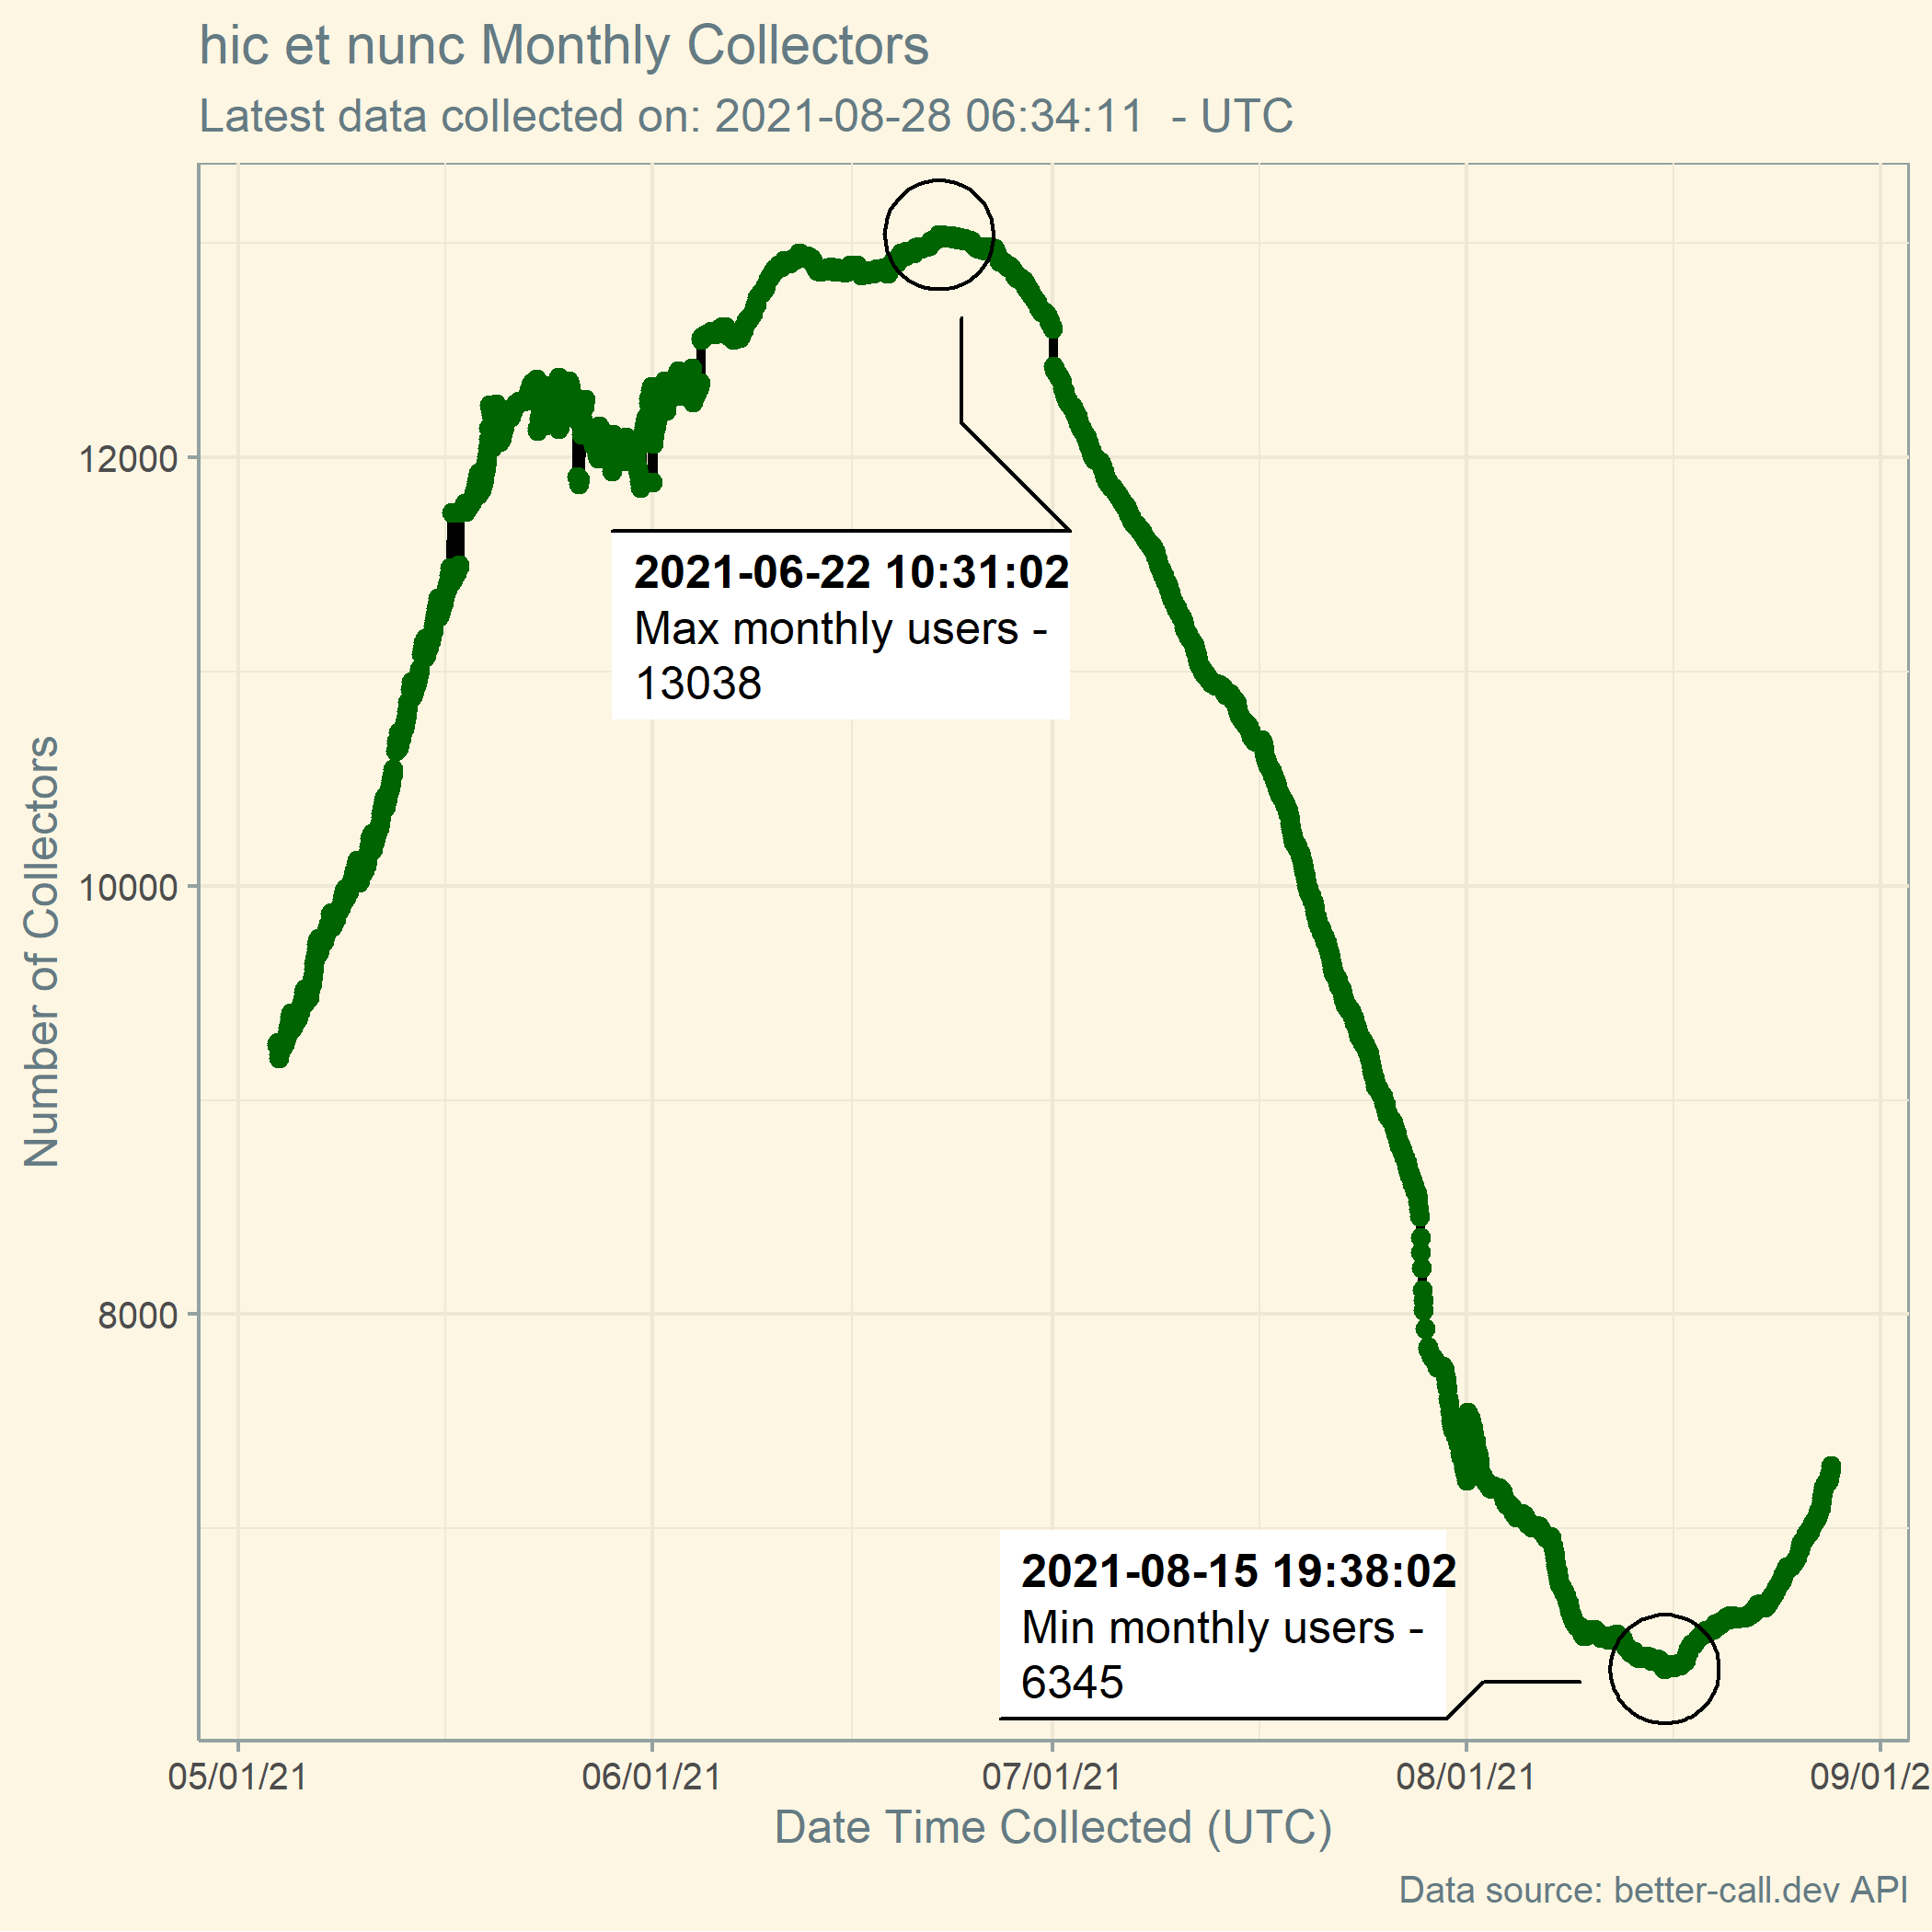 hic et nunc Monthly Collectors
Latest data collected on: 2021-08-28 06:34:11  - UTC
Number of Collectors
12000
10000
8000
2021-06-22 10:31:02
Max monthly users -
13038
2021-08-15 19:38:02
Min monthly users -
6345
05/01/21 06/01/21 07/01/21 08/01/21 09/01/2
Date Time Collected (UTC)
Data source: better-call.dev API